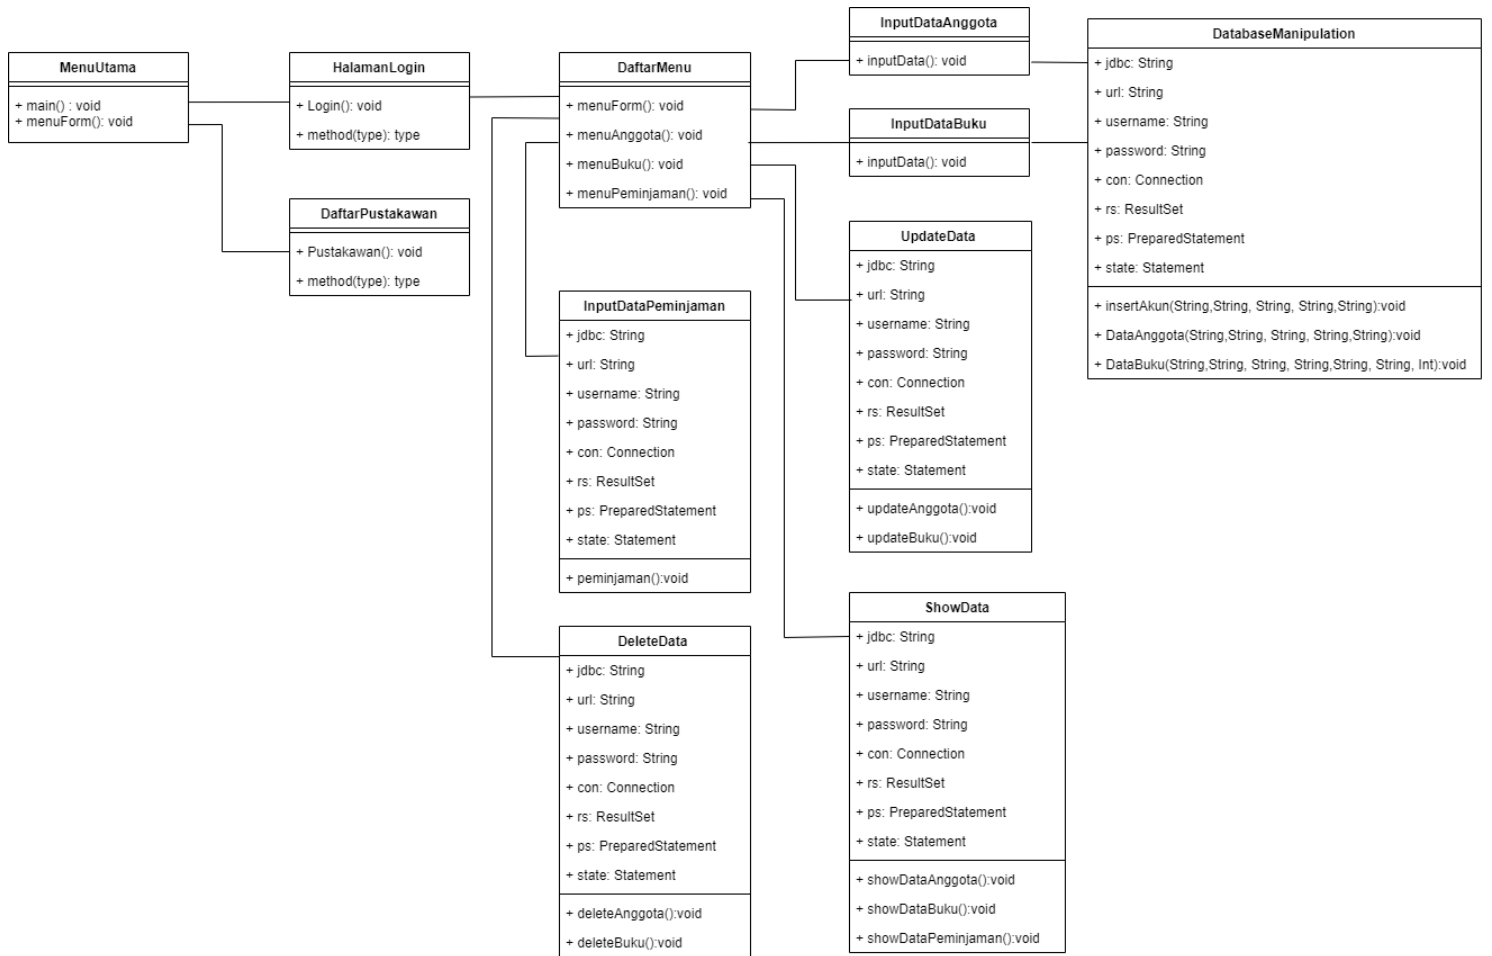 MenuUtama
+ main() : void
+ menuForm(): void
HalamanLogin
+ Login(): void
+ method(type): type
DaftarPustakawan
+ Pustakawan(): void
+ method(type): type
DaftarMenu
+ menuForm(): void
+ menuAnggota(): void
+ menuBuku(): void
+ menuPeminjaman(): void
InputDataPeminjaman
+ jdbc: String
+ url: String
+ username: String
+ password: String
+ con: Connection
+ rs: ResultSet
+ ps: PreparedStatement
+ state: Statement
+ peminjaman():void
DeleteData
+ jdbc: String
+ url: String
+ username: String
+ password: String
+ con: Connection
+ rs: ResultSet
+ ps: PreparedStatement
+ state: Statement
+ deleteAnggota():void
+ deleteBuku():void
InputDataAnggota
+ inputData(): void
InputDataBuku
+ inputData(): void
UpdateData
+ jdbc: String
+ url: String
+ username: String
+ password: String
+ con: Connection
+ rs: ResultSet
+ ps: PreparedStatement
+ state: Statement
+ updateAnggota():void
+ updateBuku():void
ShowData
+ jdbc: String
+ url: String
+ username: String
+ password: String
+ con: Connection
+ rs: ResultSet
+ ps: PreparedStatement
+ state: Statement
+ showDataAnggota():void
+ showDataBuku():void
+ showDataPeminjaman():void
DatabaseManipulation
+ jdbc: String
+ url: String
+ username: String
+ password: String
+ con: Connection
+ rs: ResultSet
+ ps: PreparedStatement
+ state: Statement
+ insertAkun(String,String, String, String,String):void
+ DataAnggota(String,String, String, String,String):void
+ DataBuku(String,String, String, String,String, String, Int):void